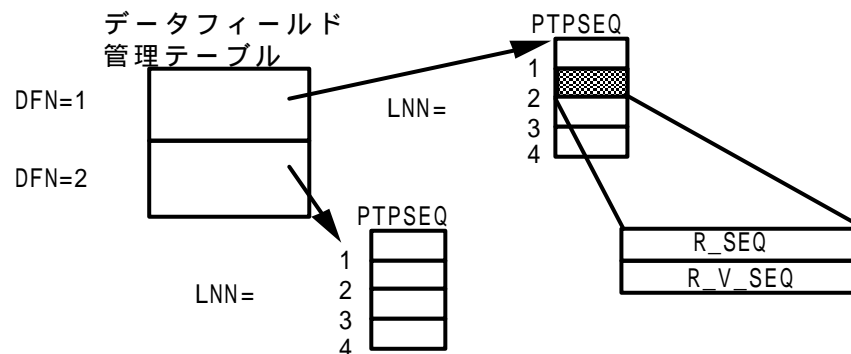 データフィールド
管理テーブル
DFN=1
DFN=2
PTPSEQ
LNN=
1
2
3
4
R_SEQ
R_V_SEQ
PTPSEQ
LNN=
1
2
3
4